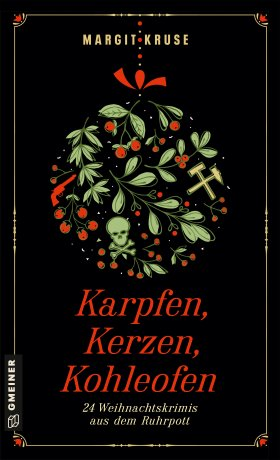 MARGIT KRUSE
Karpfen,
Kerzen,
Kohleofen
24 Weihnachtskrimis
aus dem Ruhrpott
GMEINER